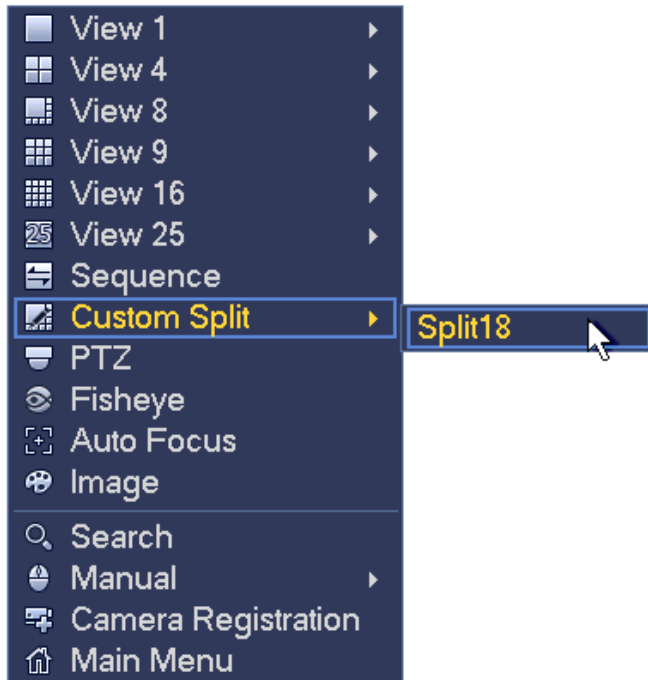 View 1
View 4
View 8
View 9
View 16
25 View 25
Sequence
Custom Split
Split18
PTZ
Fisheye
Auto Focus
Image
Search
Manual
Camera Registration
Main Menu